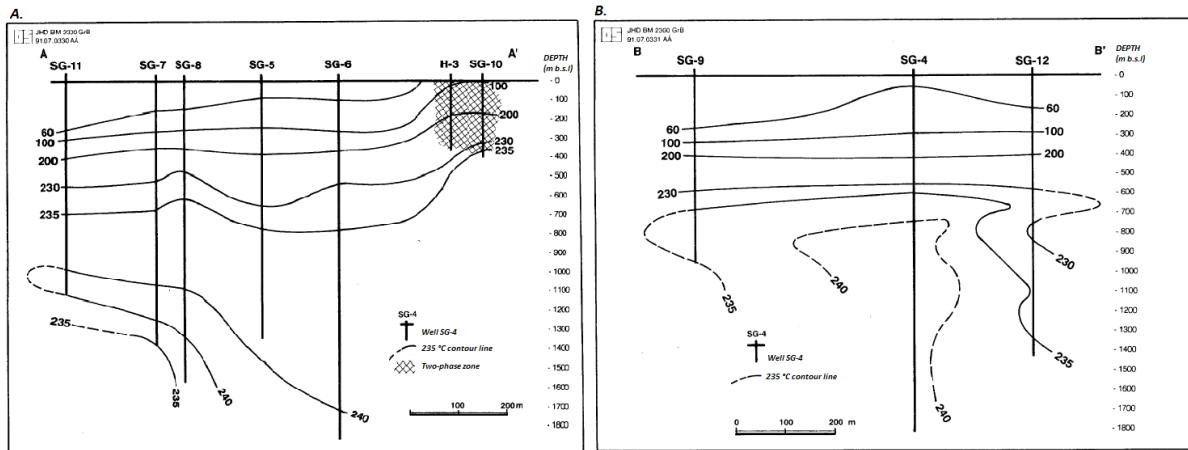 A.
JHD BM 2300 GrB
91.07.0330 AÁ
A
A'
SG-11
SG-7
SG-8
SG-5
SG-6
H-3
SG-10
DEPTH
(m b.s.l)
- 0
- 100
- 200
- 300
- 400
- 500
- 600
- 700
- 800
- 900
- 1000
- 1100
- 1200
- 1300
- 1400
- 1500
- 1600
- 1700
- 1800
60
100
200
230
235
100
200
230
235
235
235
240
240
SG-4
Well SG-4
235 °C contour line
Two-phase zone
100
200 m
B.
JHD BM 2300 GrB
91.07.0331 AÁ
B
B'
SG-9
SG-4
SG-12
DEPTH
(m b.s.l)
- 0
- 100
- 200
- 300
- 400
- 500
- 600
- 700
- 800
- 900
- 1000
- 1100
- 1200
- 1300
- 1400
- 1500
- 1600
- 1700
- 1800
60
100
200
230
60
100
200
230
235
240
235
240
SG-4
Well SG-4
235 °C contour line
0
100
200 m